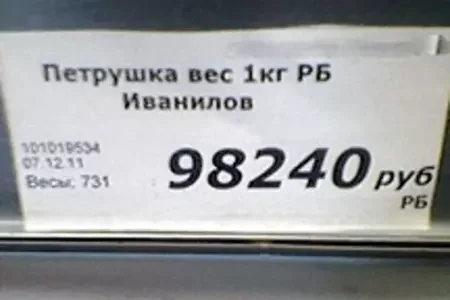 Петрушка вес 1кг РБ
Иванилов
101019534
07.12.11
Весы: 731
98240 руб
РБ